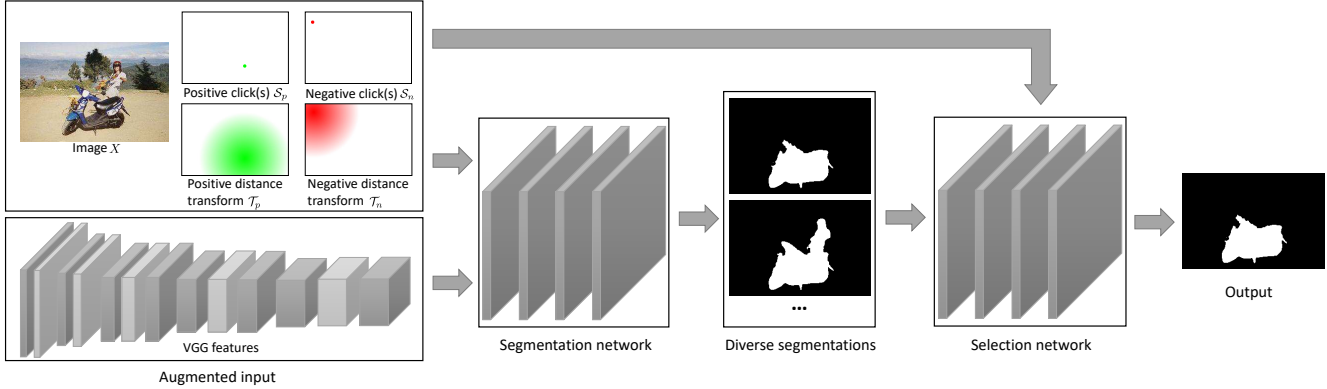 Positive click(s) 𝒮ₚ
Negative click(s) 𝒮ₙ
Image X
Positive distance
transform 𝒯ₚ
Negative distance
transform 𝒯ₙ
VGG features
Augmented input
Segmentation network
...
Diverse segmentations
Selection network
Output